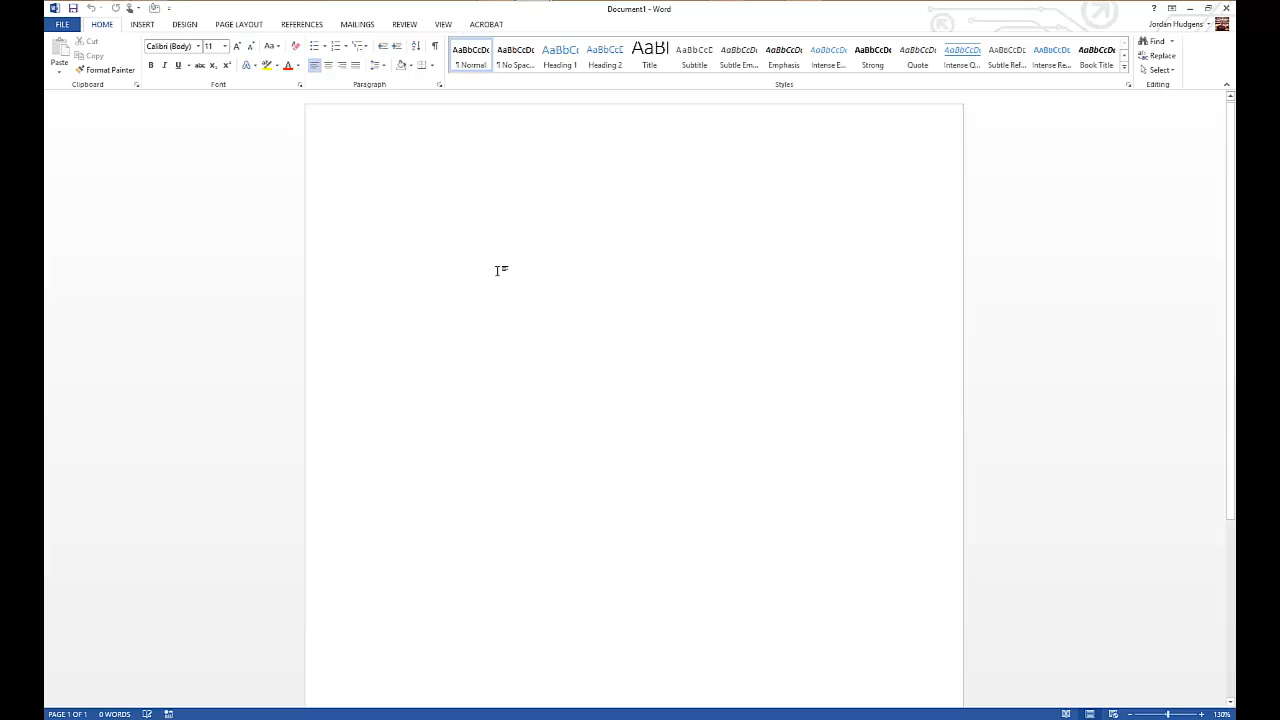 Document1 - Word
FILE HOME INSERT DESIGN PAGE LAYOUT REFERENCES MAILINGS REVIEW VIEW ACROBAT Jordan Hudgens
Paste
Cut
Copy
Format Painter
Clipboard
Calibri (Body) 11
Font
Paragraph
AaBbCcDc AaBbCcDc AaBbCc AaBbCcE AaBl AaBbCcE AaBbCcDc AaBbCcDc AaBbCcDc AaBbCcDc AaBbCcDc AaBbCcDc AaBbCcDc AaBbCcDc AaBbCcDc
¶ Normal ¶ No Spac... Heading 1 Heading 2 Title Subtitle Subtle Em... Emphasis Intense E... Strong Quote Intense Q... Subtle Ref... Intense Re... Book Title
Styles
Find
Replace
Select
Editing
PAGE 1 OF 1 0 WORDS 130%